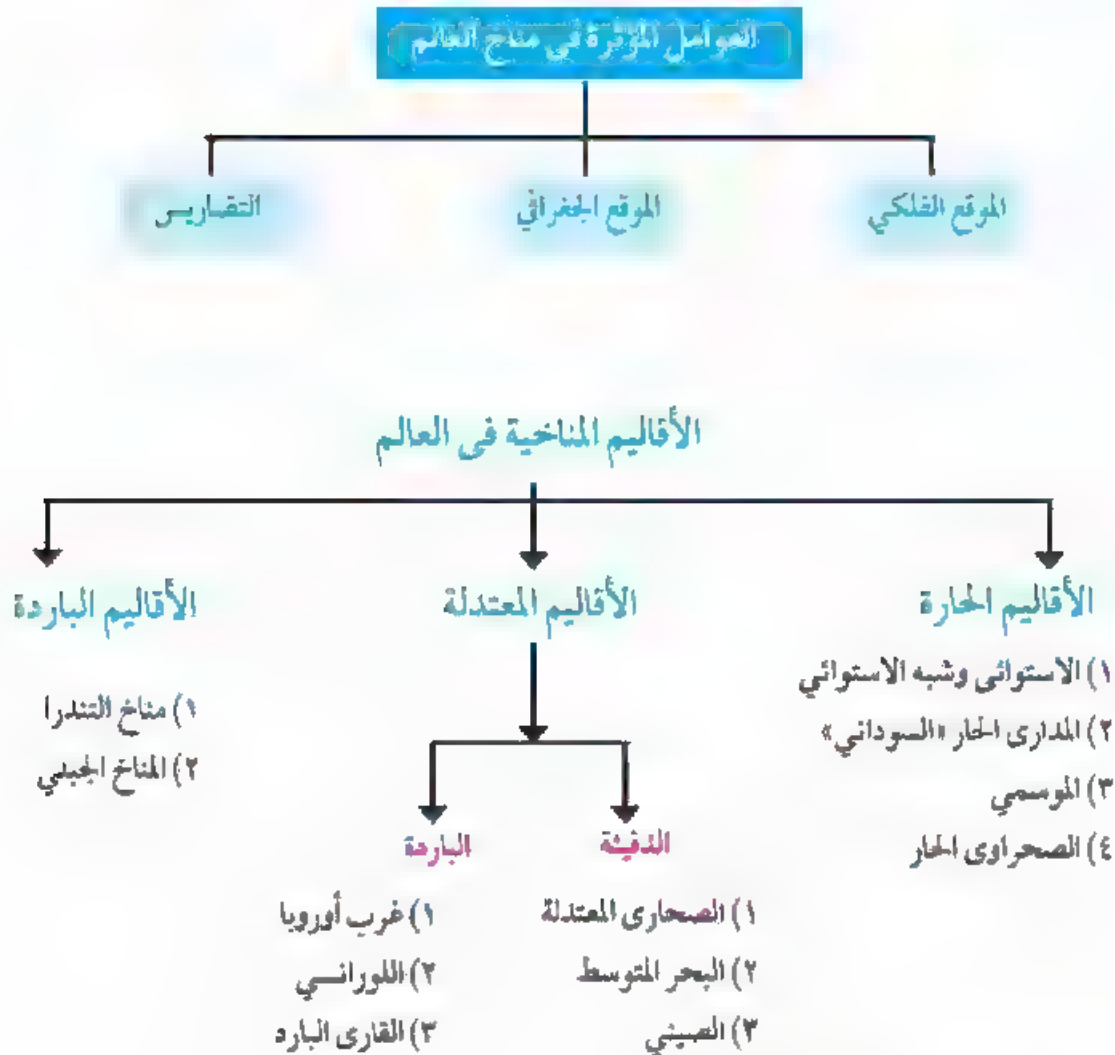 العوامل المؤثرة في مناخ العالم
الموقع الفلكي
الموقع الجغرافي
التضاريس
الأقاليم المناخية فى العالم
الأقاليم الحارة
١) الاستوائى وشبه الاستوائي
٢) المدارى الحار «السوداني»
٣) الموسمي
٤) الصحراوى الحار
الأقاليم المعتدلة
الدفيئة
١) الصحارى المعتدلة
٢) البحر المتوسط
٣) الصيني
الباردة
١) غرب أوروبا
٢) اللورانـسي
٣) القارى البارد
الأقاليم الباردة
١) مناخ التندرا
٢) المناخ الجبلي